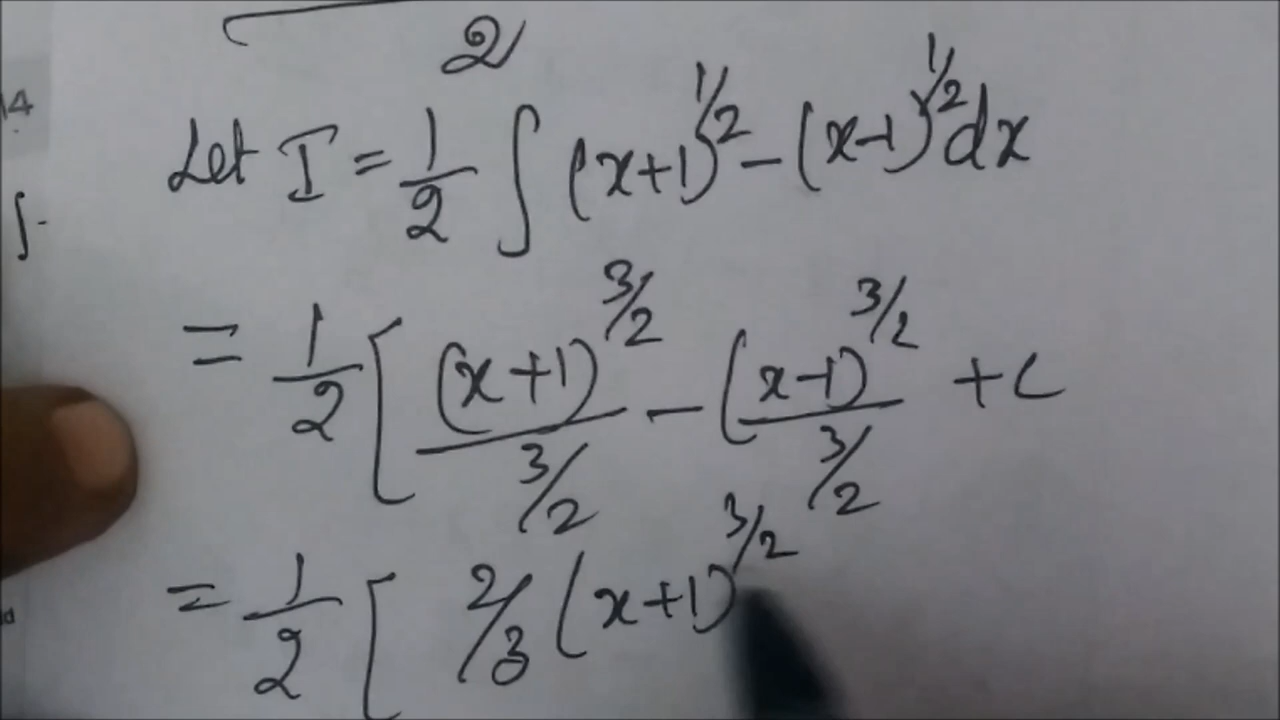 2
14
Let I = 1/2 ∫ (x+1)^1/2 - (x-1)^1/2 dx
∫-
= 1/2 [ (x+1)^3/2 / 3/2 - (x-1)^3/2 / 3/2 + c
= 1/2 [ 2/3 (x+1)^3/2